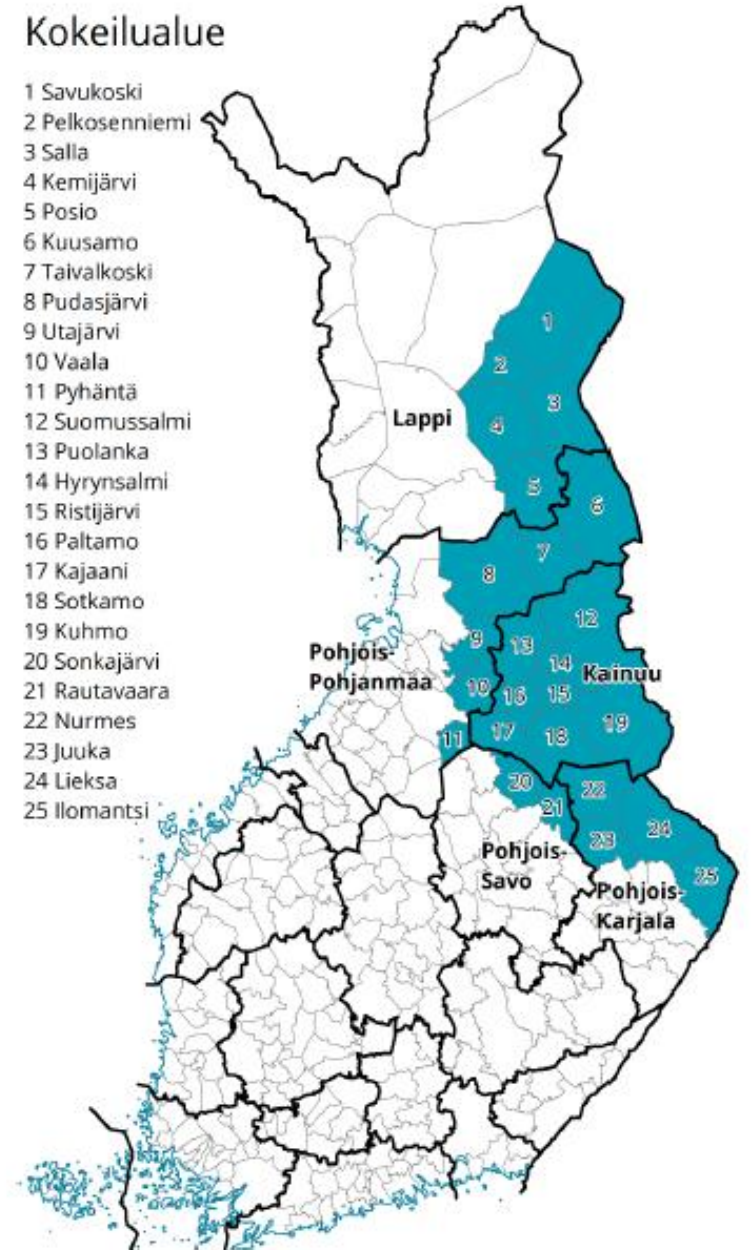 Kokeilualue
1 Savukoski
2 Pelkosenniemi
3 Salla
4 Kemijärvi
5 Posio
6 Kuusamo
7 Taivalkoski
8 Pudasjärvi
9 Utajärvi
10 Vaala
11 Pyhäntä
12 Suomussalmi
13 Puolanka
14 Hyrynsalmi
15 Ristijärvi
16 Paltamo
17 Kajaani
18 Sotkamo
19 Kuhmo
20 Sonkajärvi
21 Rautavaara
22 Nurmes
23 Juuka
24 Lieksa
25 Ilomantsi
1
2
3
Lappi
4
5
6
7
8
12
9
13
Pohjois-
Pohjanmaa
14
Kainuu
10
16
15
19
11
17
18
20
22
21
24
23
Pohjois-
Savo
25
Pohjois-
Karjala